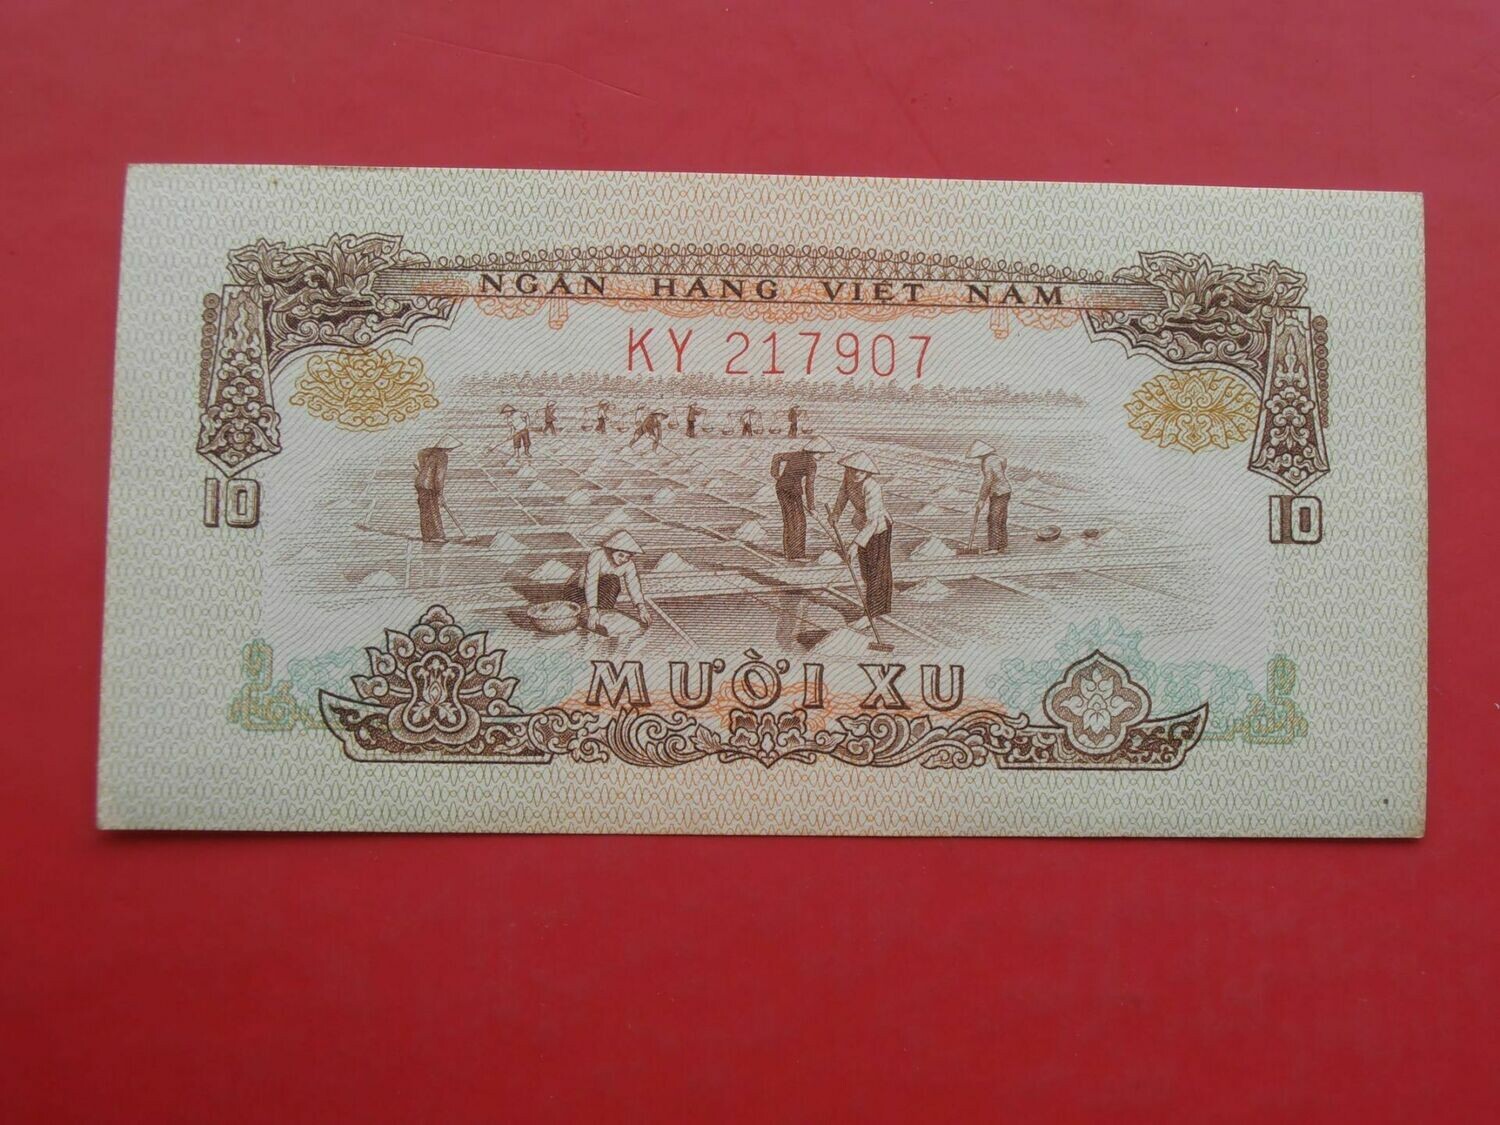 NGÂN HÀNG VIỆT NAM
KY 217907
10
10
MƯỜI XU